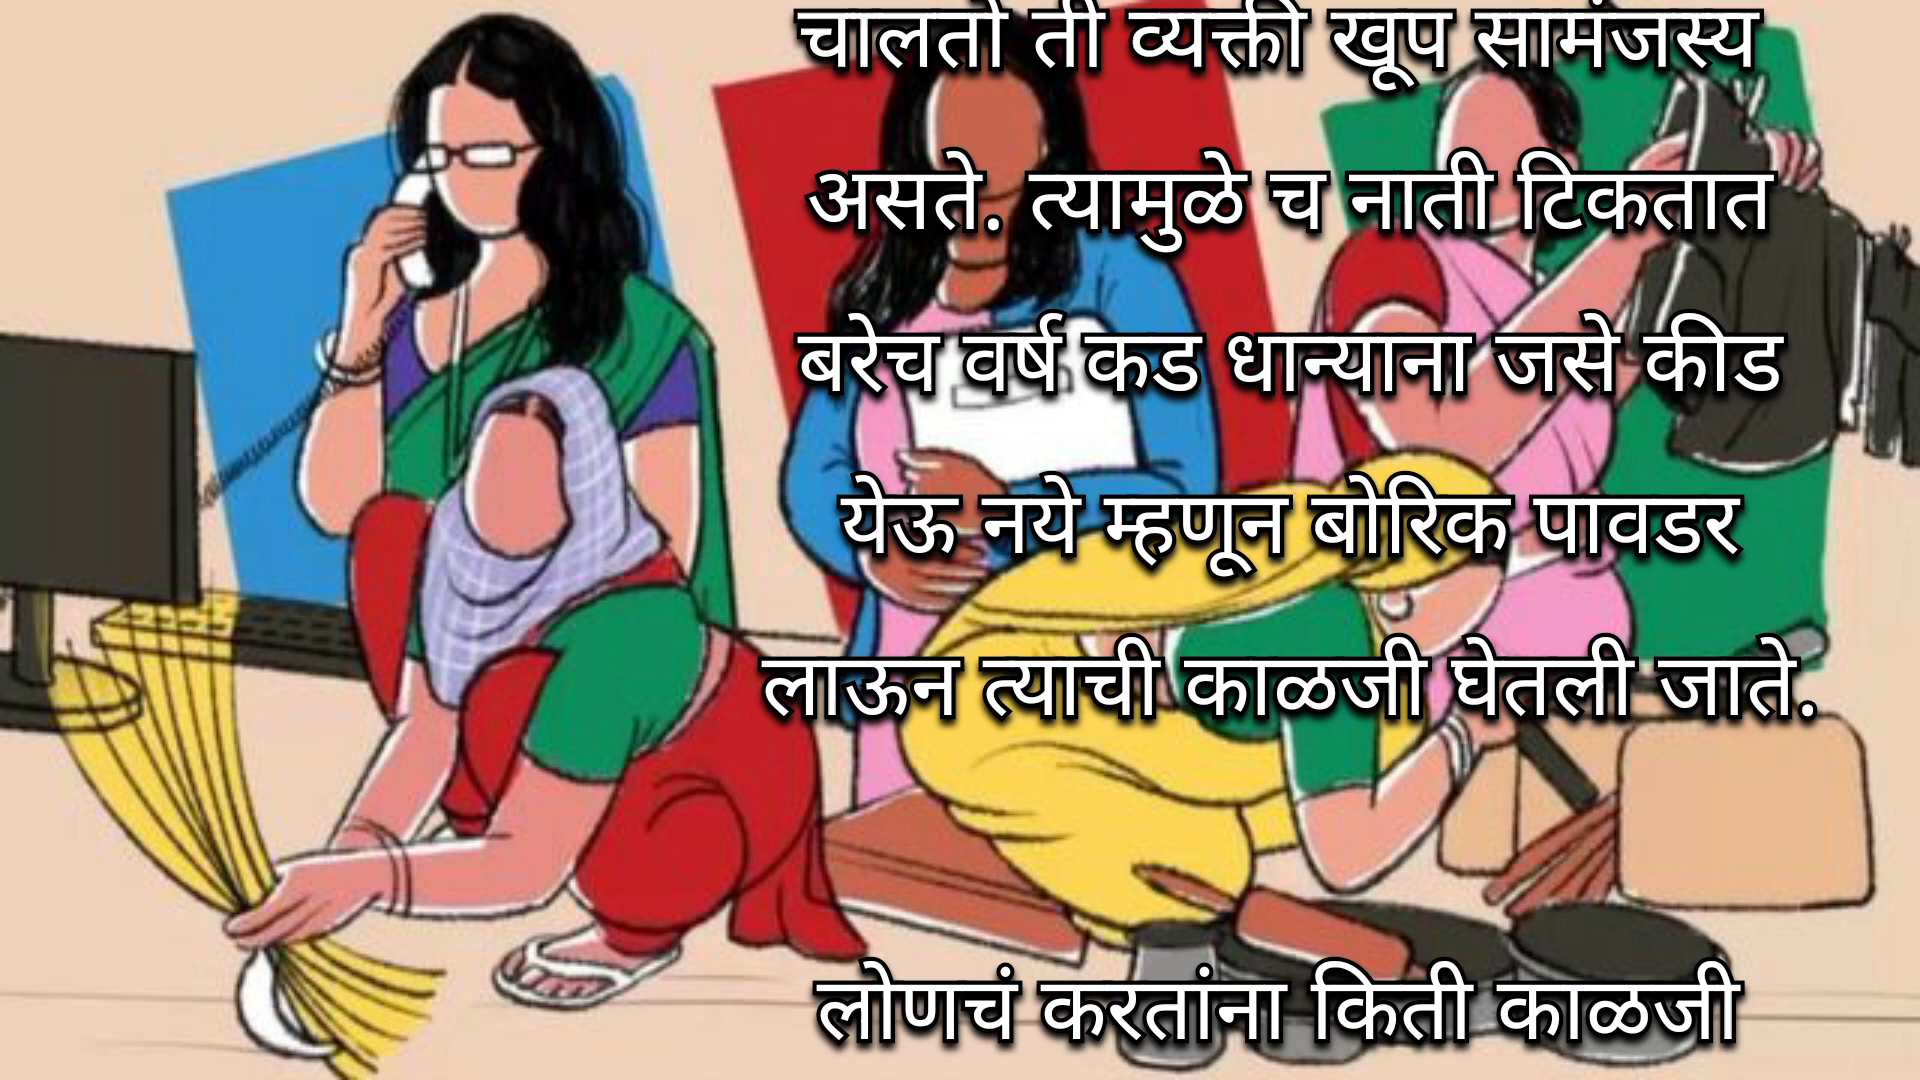 चालतो ती व्यक्ती खूप सामंजस्य
असते. त्यामुळे च नाती टिकतात
बरेच वर्ष कड धान्याना जसे कीड
येऊ नये म्हणून बोरिक पावडर
लाऊन त्याची काळजी घेतली जाते.
लोणचं करतांना किती काळजी